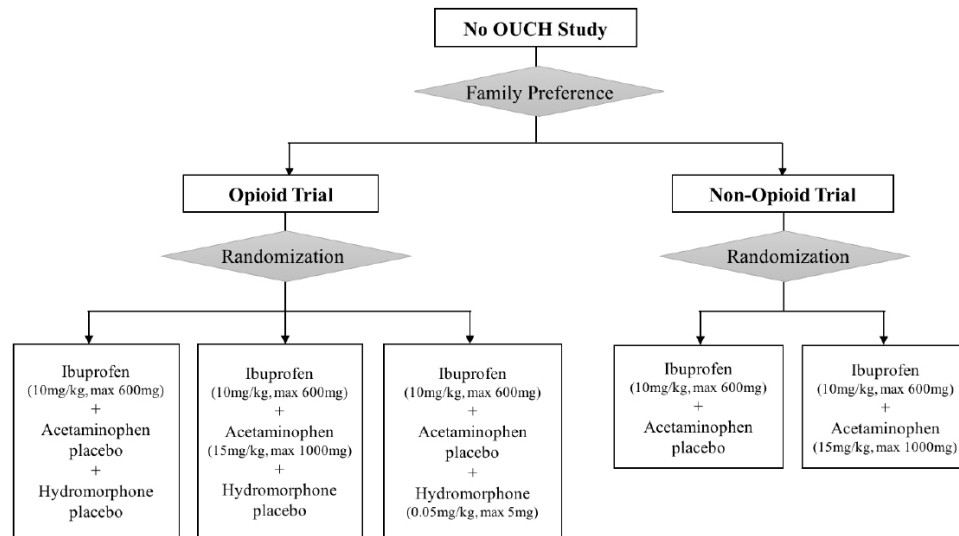 No OUCH Study
Family Preference
Opioid Trial
Non-Opioid Trial
Randomization
Randomization
Ibuprofen
(10mg/kg, max 600mg)
+
Acetaminophen
placebo
+
Hydromorphone
placebo
Ibuprofen
(10mg/kg, max 600mg)
+
Acetaminophen
(15mg/kg, max 1000mg)
+
Hydromorphone
placebo
Ibuprofen
(10mg/kg, max 600mg)
+
Acetaminophen
placebo
+
Hydromorphone
(0.05mg/kg, max 5mg)
Ibuprofen
(10mg/kg, max 600mg)
+
Acetaminophen
placebo
Ibuprofen
(10mg/kg, max 600mg)
+
Acetaminophen
(15mg/kg, max 1000mg)